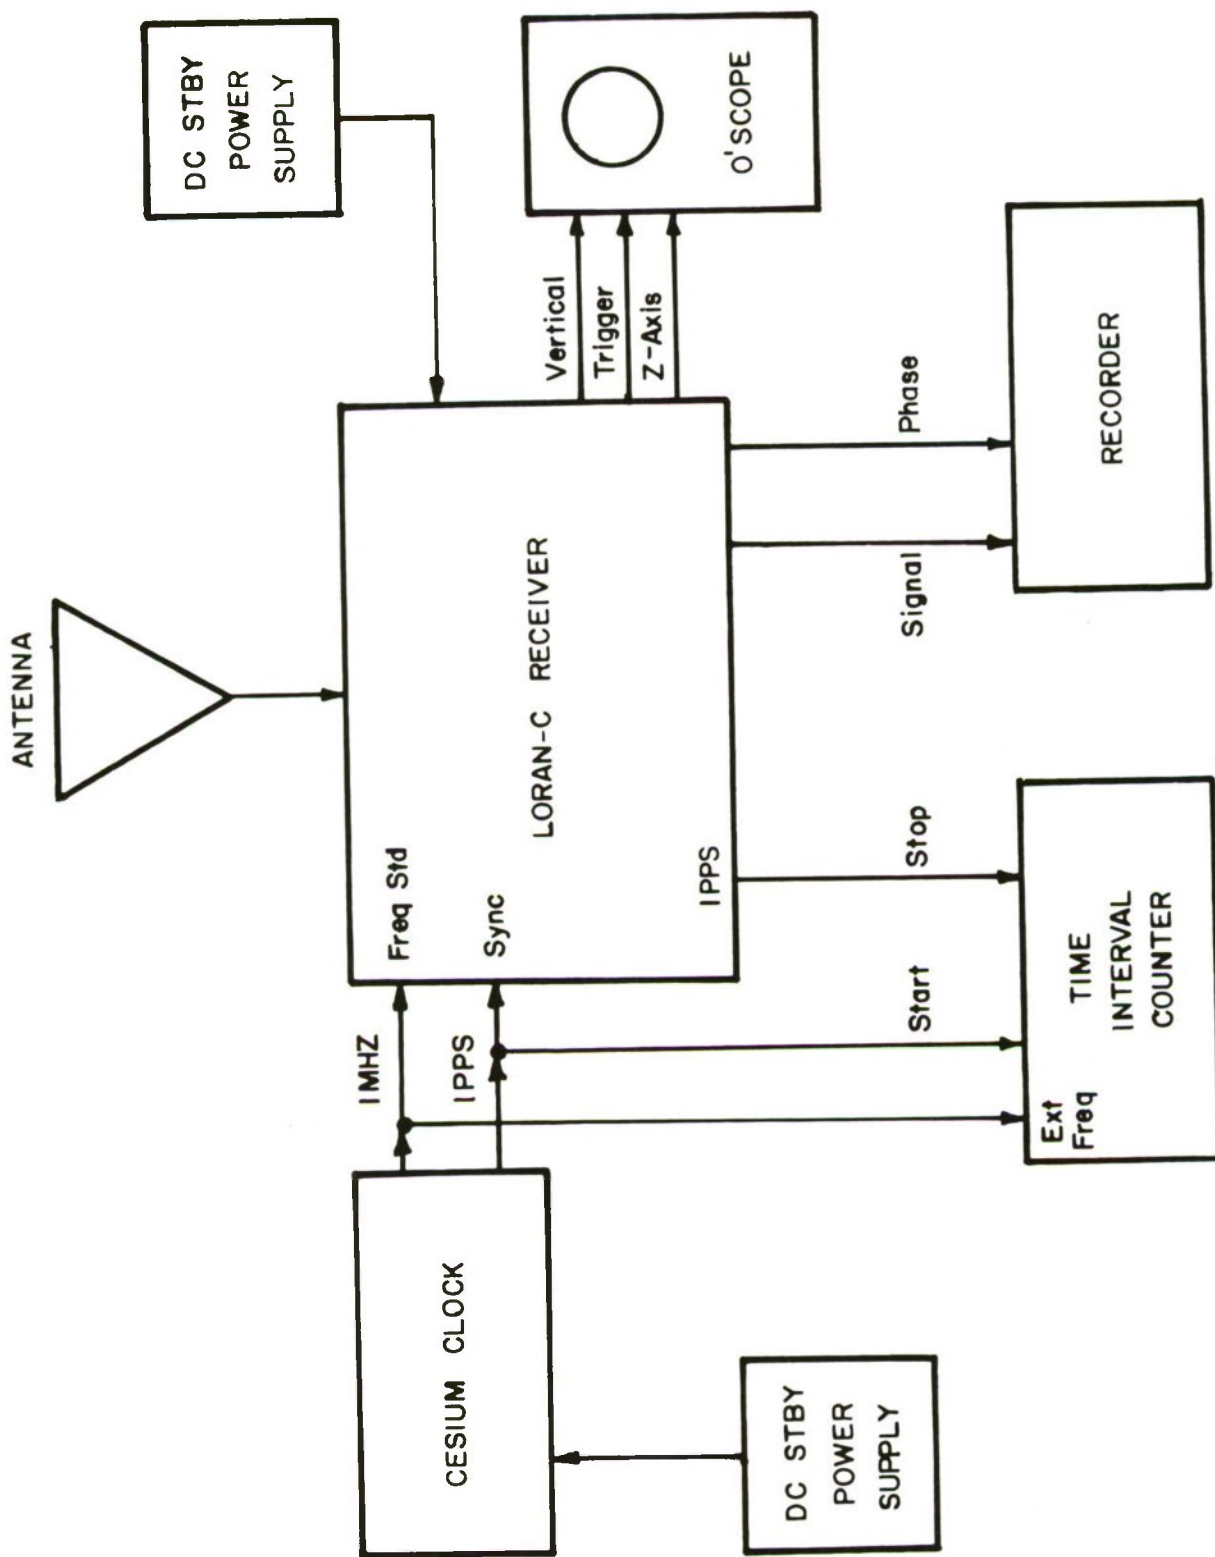 ANTENNA
DC STBY
POWER
SUPPLY
CESIUM CLOCK
IMHZ
IPPS
Freq Std
Sync
LORAN-C RECEIVER
IPPS
Vertical
Trigger
Z-Axis
O'SCOPE
DC STBY
POWER
SUPPLY
Ext
Freq
Start
Stop
TIME
INTERVAL
COUNTER
Signal
Phase
RECORDER